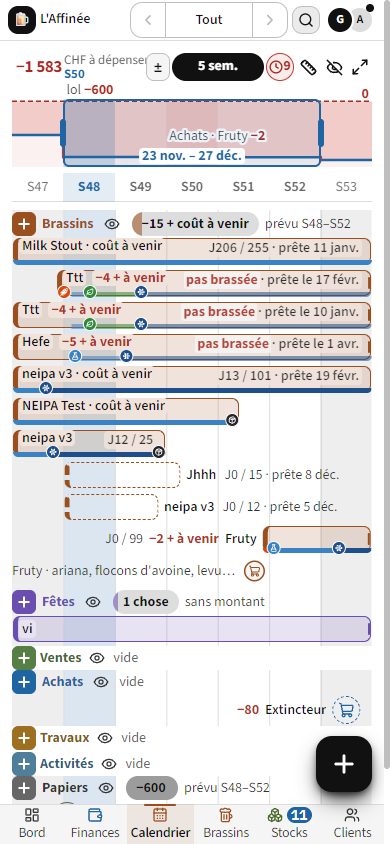 L'Affinée
Tout
G
A
−1 583
CHF à dépenser
S50
lol −600
±
5 sem.
9
0
Achats · Fruty −2
23 nov. – 27 déc.
S47 S48 S49 S50 S51 S52 S53
Brassins −15 + coût à venir prévu S48–S52
Milk Stout · coût à venir J206 / 255 · prête 11 janv.
Ttt −4 + à venir pas brassée · prête le 17 févr.
Ttt −4 + à venir pas brassée · prête le 10 janv.
Hefe −5 + à venir pas brassée · prête le 1 avr.
neipa v3 · coût à venir J13 / 101 · prête 19 févr.
NEIPA Test · coût à venir
neipa v3 J12 / 25
Jhhh J0 / 15 · prête 8 déc.
neipa v3 J0 / 12 · prête 5 déc.
J0 / 99 −2 + à venir Fruty
Fruty · ariana, flocons d'avoine, levu…
Fêtes 1 chose sans montant
vi
Ventes vide
Achats vide
−80 Extincteur
Travaux vide
Activités vide
Papiers −600 prévu S48–S52
Bord Finances Calendrier Brassins Stocks 11 Clients